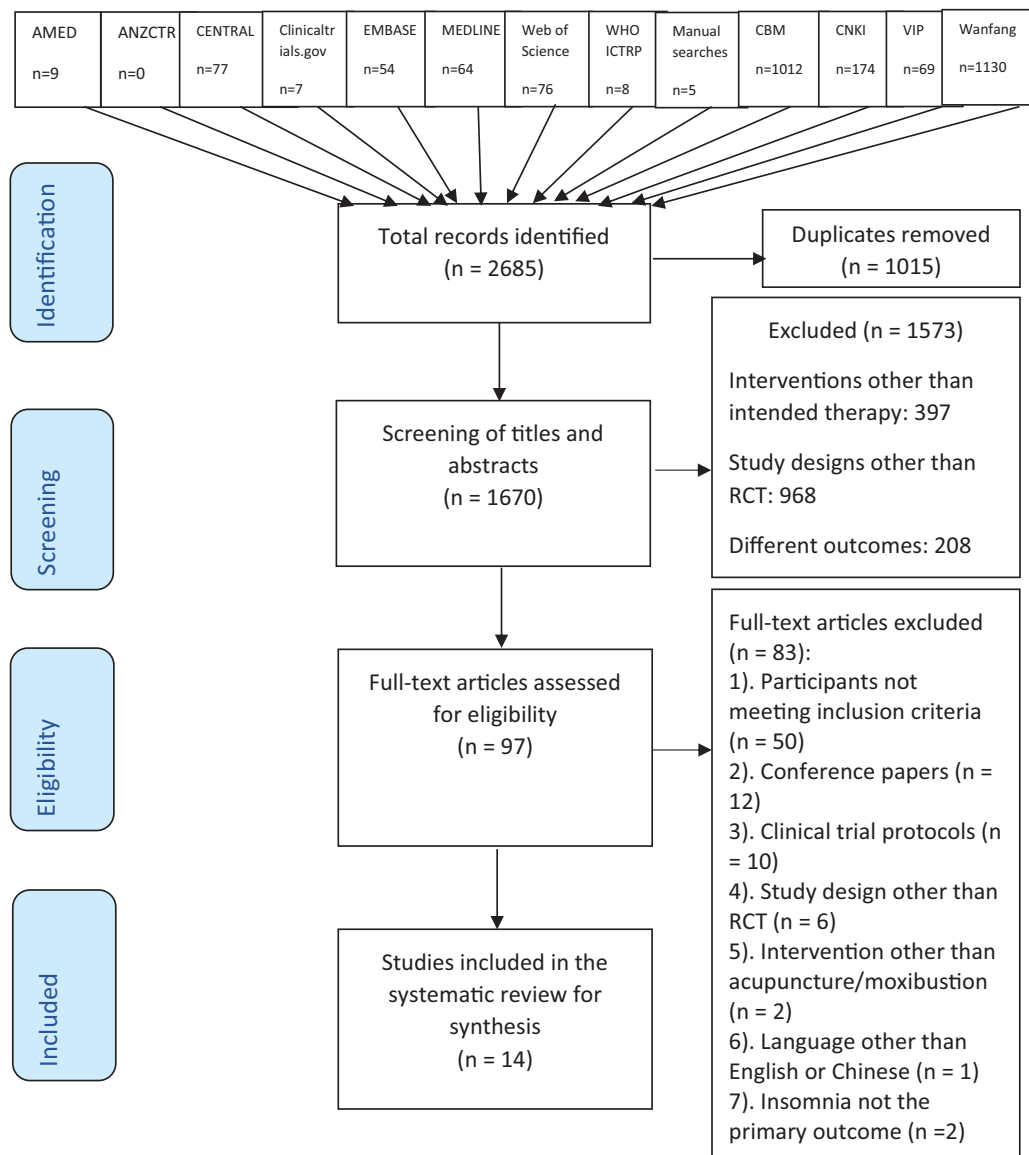 AMED
n=9
ANZCTR
n=0
CENTRAL
n=77
Clinicaltr
ials.gov
n=7
EMBASE
n=54
MEDLINE
n=64
Web of
Science
n=76
WHO
ICTRP
n=8
Manual
searches
n=5
CBM
n=1012
CNKI
n=174
VIP
n=69
Wanfang
n=1130
Identification
Total records identified
(n = 2685)
Duplicates removed
(n = 1015)
Screening
Screening of titles and
abstracts
(n = 1670)
Excluded (n = 1573)
Interventions other than
intended therapy: 397
Study designs other than
RCT: 968
Different outcomes: 208
Eligibility
Full-text articles assessed
for eligibility
(n = 97)
Full-text articles excluded
(n = 83):
1). Participants not
meeting inclusion criteria
(n = 50)
2). Conference papers (n =
12)
3). Clinical trial protocols (n
= 10)
4). Study design other than
RCT (n = 6)
5). Intervention other than
acupuncture/moxibustion
(n = 2)
6). Language other than
English or Chinese (n = 1)
7). Insomnia not the
primary outcome (n =2)
Included
Studies included in the
systematic review for
synthesis
(n = 14)